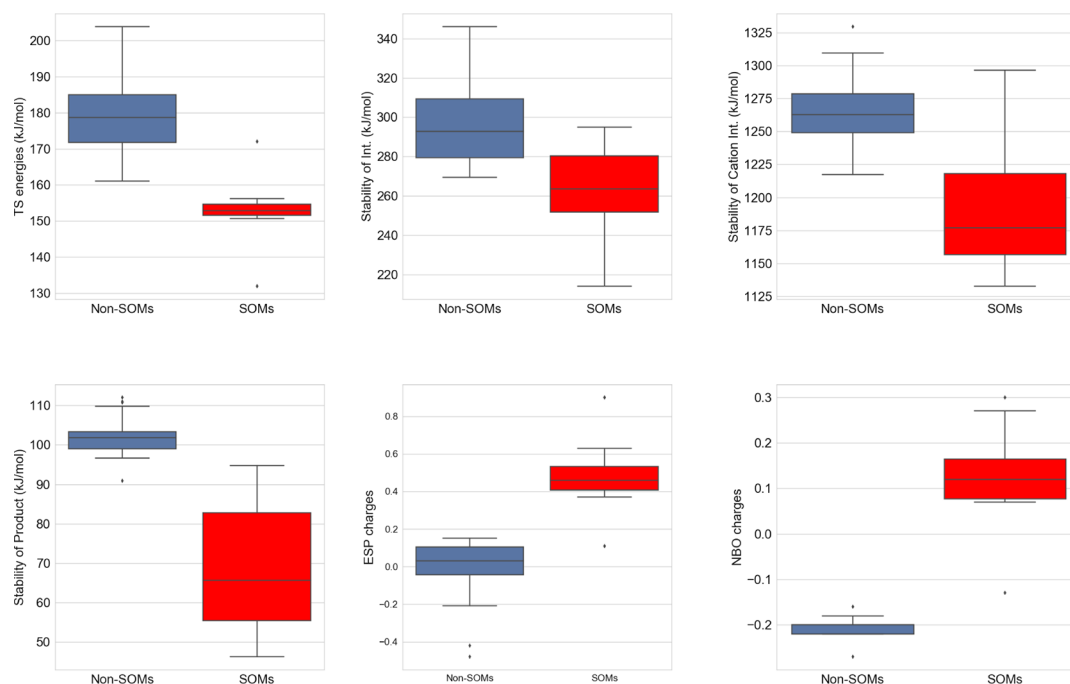 TS energies (kJ/mol)
200
190
180
170
160
150
140
130
Non-SOMs
SOMs
Stability of Int. (kJ/mol)
340
320
300
280
260
240
220
Non-SOMs
SOMs
Stability of Cation Int. (kJ/mol)
1325
1300
1275
1250
1225
1200
1175
1150
1125
Non-SOMs
SOMs
Stability of Product (kJ/mol)
110
100
90
80
70
60
50
Non-SOMs
SOMs
ESP charges
0.8
0.6
0.4
0.2
0.0
−0.2
−0.4
Non-SOMs
SOMs
NBO charges
0.3
0.2
0.1
0.0
−0.1
−0.2
Non-SOMs
SOMs